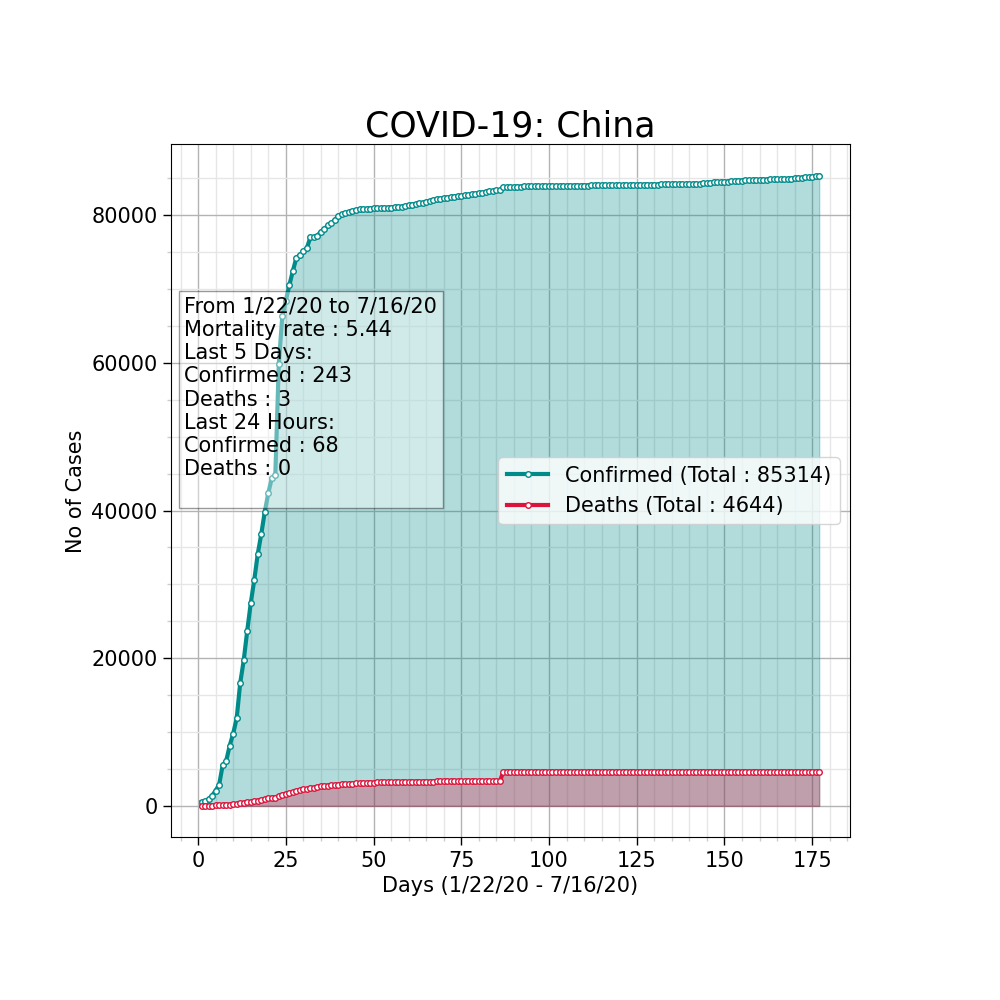 COVID-19: China
80000
60000
40000
20000
0
No of Cases
From 1/22/20 to 7/16/20
Mortality rate : 5.44
Last 5 Days:
Confirmed : 243
Deaths : 3
Last 24 Hours:
Confirmed : 68
Deaths : 0
Confirmed (Total : 85314)
Deaths (Total : 4644)
0 25 50 75 100 125 150 175
Days (1/22/20 - 7/16/20)